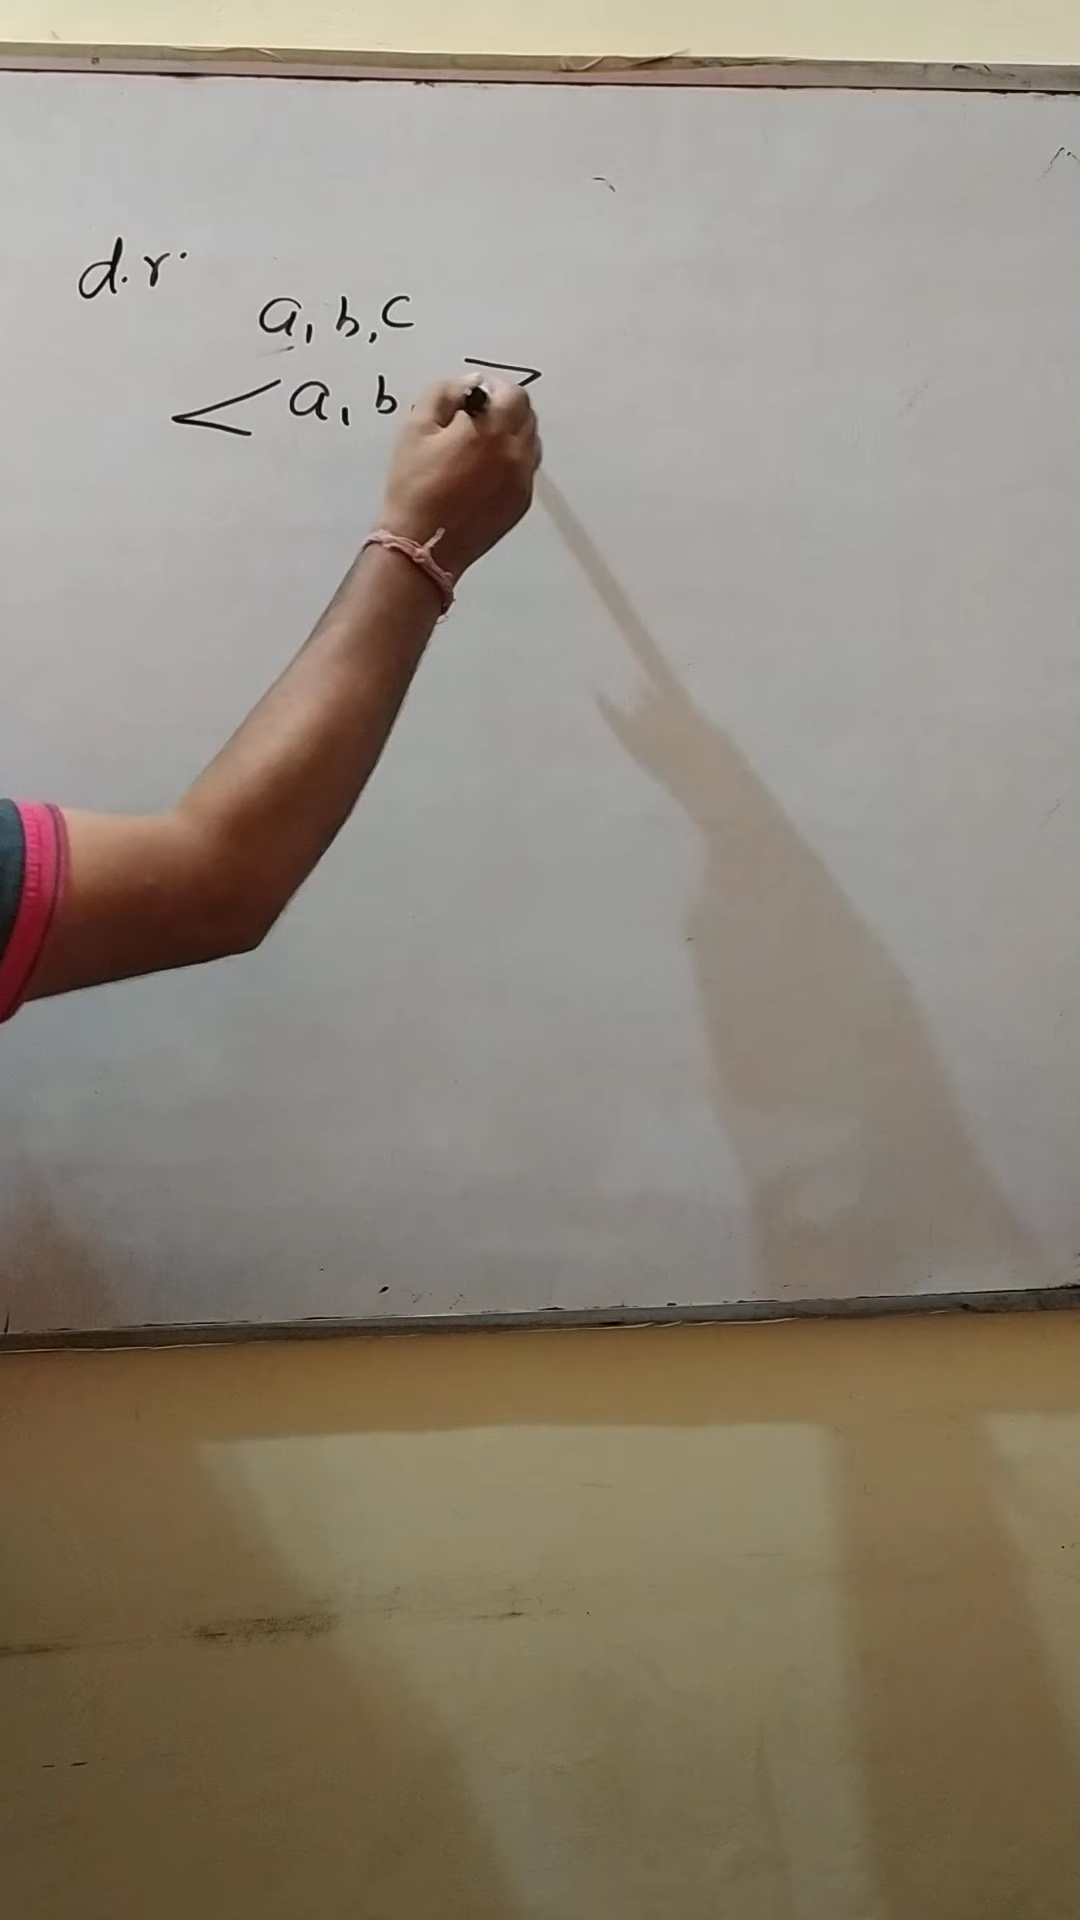 d.r.
a, b, c
< a, b, >